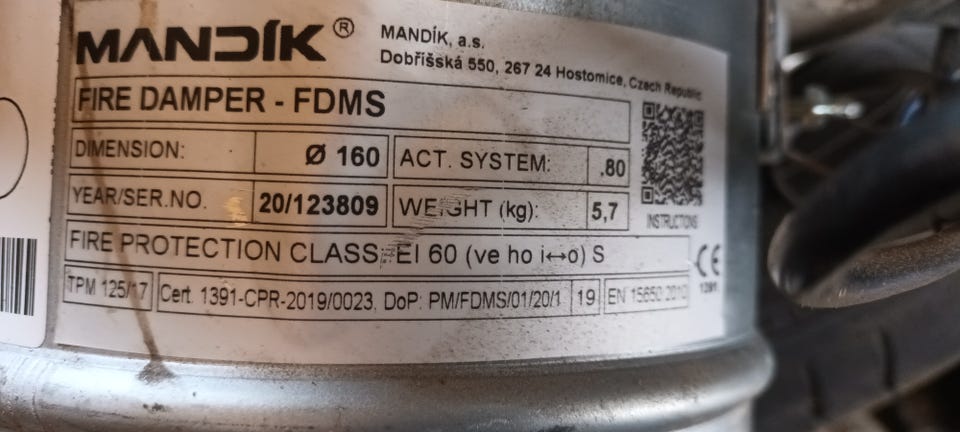 MANDÍK®
MANDÍK, a.s.
Dobříšská 550, 267 24 Hostomice, Czech Republic
FIRE DAMPER - FDMS
DIMENSION: Ø 160 ACT. SYSTEM: .80
YEAR/SER.NO. 20/123809 WEIGHT (kg): 5,7
INSTRUCTIONS
FIRE PROTECTION CLASS: EI 60 (ve ho i↔o) S
CE
1391
TPM 125/17 Cert. 1391-CPR-2019/0023, DoP: PM/FDMS/01/20/1 19 EN 15650:2010